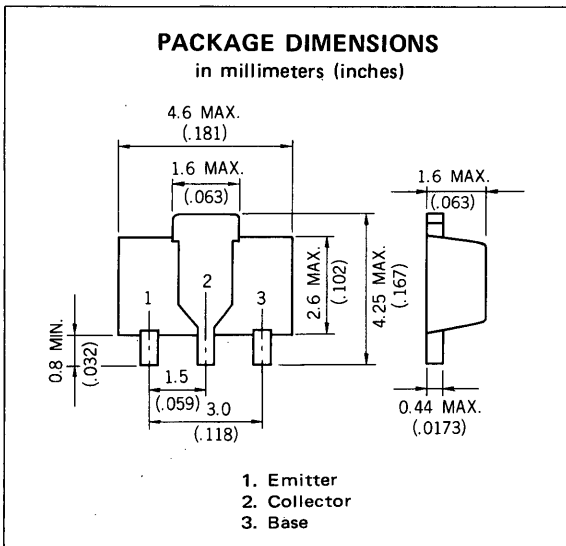 PACKAGE DIMENSIONS
in millimeters (inches)
4.6 MAX.
(.181)
1.6 MAX.
(.063)
1.6 MAX.
(.063)
2
1
3
2.6 MAX.
(.102)
4.25 MAX.
(.167)
0.8 MIN.
(.032)
1.5
(.059)
3.0
(.118)
0.44 MAX.
(.0173)
1. Emitter
2. Collector
3. Base